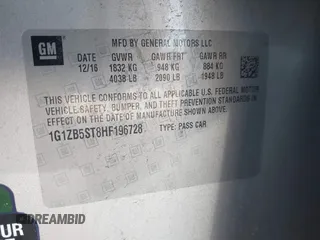 GM
MFD BY GENERAL MOTORS LLC
DATE GVWR GAWR FRT GAWR RR
12/16 1832 KG 948 KG 884 KG
4038 LB 2090 LB 1948 LB
THIS VEHICLE CONFORMS TO ALL APPLICABLE U.S. FEDERAL MOTOR
VEHICLE SAFETY, BUMPER, AND THEFT PREVENTION STANDARDS IN
EFFECT ON THE DATE OF MANUFACTURE SHOWN ABOVE.
1G1ZB5ST8HF196728 TYPE: PASS CAR
UR
DREAMBID